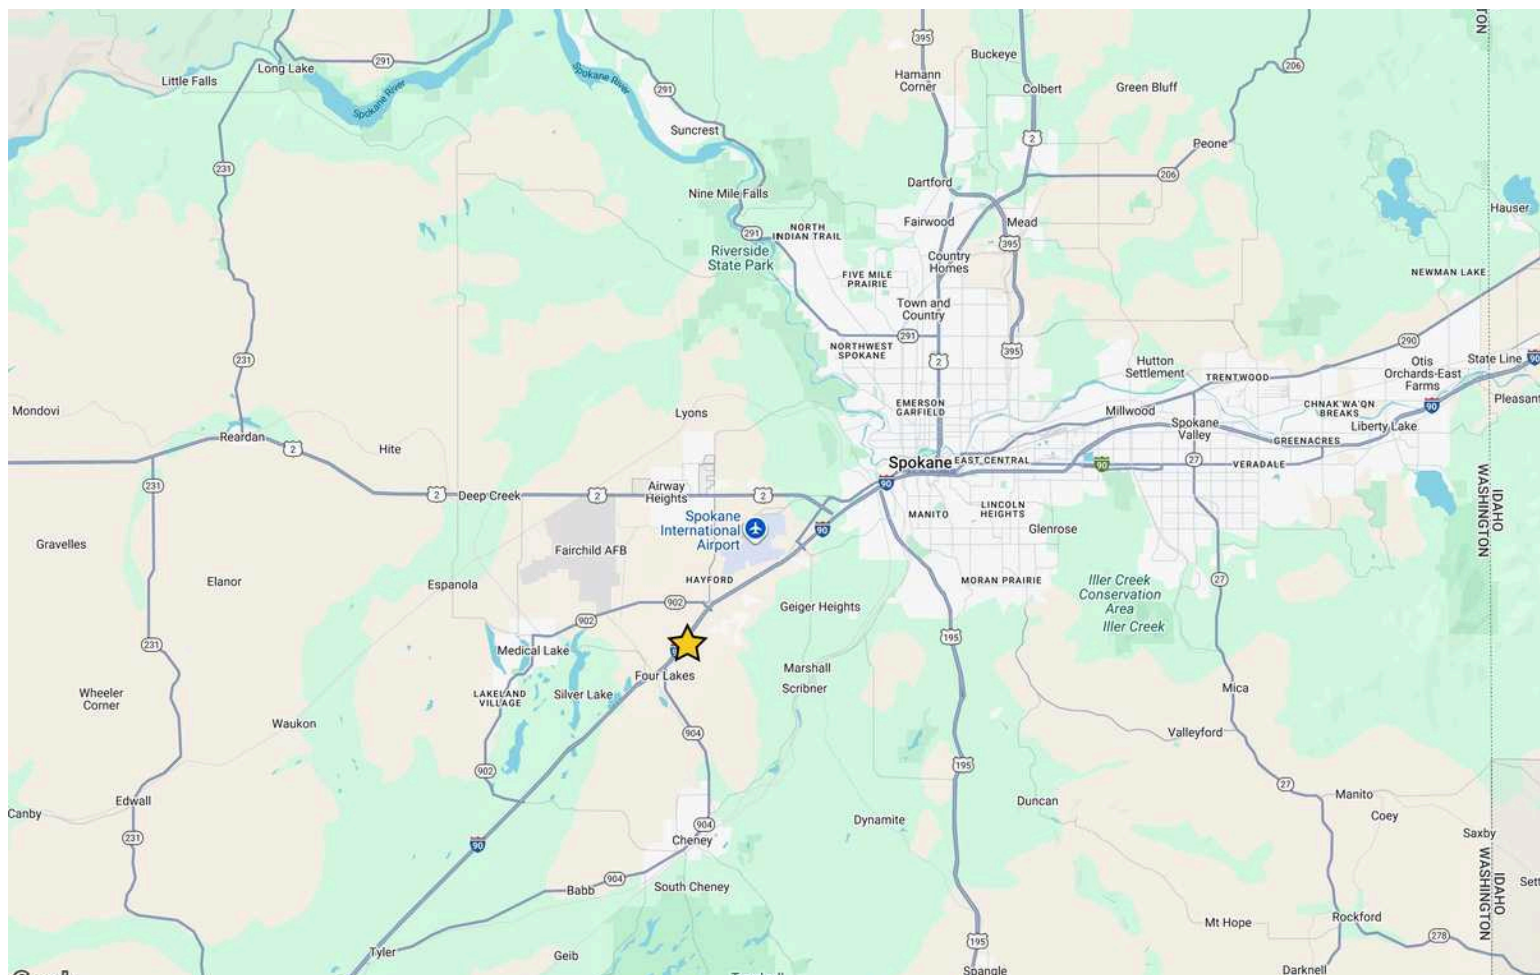 395
Buckeye
TON
Little Falls
Long Lake
291
Spokane River
Spokane River
291
Hamann
Corner
Colbert
Green Bluff
206
Suncrest
2
Peone
231
206
Nine Mile Falls
Dartford
Hauser
291
NORTH
INDIAN TRAIL
Fairwood
Mead
395
Riverside
State Park
FIVE MILE
PRAIRIE
Country
Homes
NEWMAN LAKE
Town and
Country
291
290
NORTHWEST
SPOKANE
2
395
231
Hutton
Settlement
TRENTWOOD
Otis
Orchards-East
Farms
State Line
90
Mondovi
Lyons
EMERSON
GARFIELD
Millwood
CHNAK'WA'QN
BREAKS
90
Pleasant
Reardan
2
Hite
Spokane
Valley
GREENACRES
Liberty Lake
Spokane
EAST CENTRAL
90
27
VERADALE
231
2
Deep Creek
2
Airway
Heights
2
90
MANITO
LINCOLN
HEIGHTS
Glenrose
IDAHO
WASHINGTON
Spokane
International
Airport
90
Gravelles
Fairchild AFB
Elanor
Espanola
HAYFORD
MORAN PRAIRIE
Iller Creek
Conservation
Area
Iller Creek
27
902
902
Geiger Heights
231
195
Medical Lake
Four Lakes
Marshall
Scribner
Wheeler
Corner
LAKELAND
VILLAGE
Silver Lake
Mica
Waukon
904
Valleyford
902
195
27
Edwall
Canby
Duncan
Manito
Coey
231
904
Dynamite
Saxby
90
Cheney
IDAHO
WASHINGTON
Babb
904
South Cheney
Sett
Mt Hope
Rockford
278
Tyler
Geib
195
Spangle
Darknell